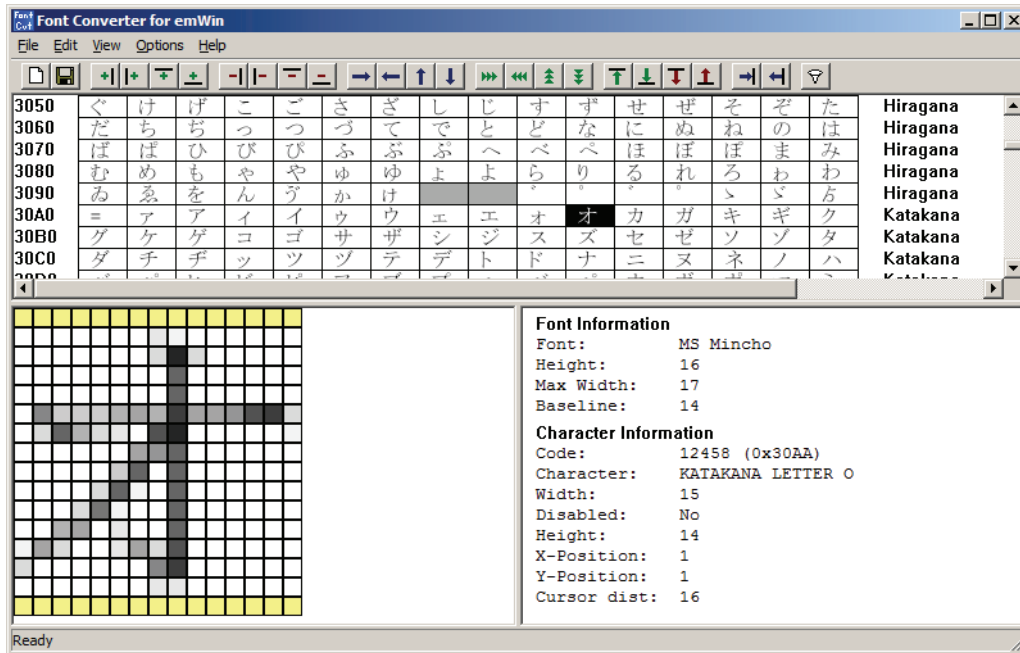 Font Cvt Font Converter for emWin
File Edit View Options Help
3050 ぐ け げ こ ご さ ざ し じ す ず せ ぜ そ ぞ た Hiragana
3060 だ ち ぢ っ つ づ て で と ど な に ぬ ね の は Hiragana
3070 ば ぱ ひ び ぴ ふ ぶ ぷ へ べ ぺ ほ ぼ ぽ ま み Hiragana
3080 む め も ゃ や ゅ ゆ ょ よ ら り る れ ろ ゎ わ Hiragana
3090 ゐ ゑ を ん ゔ ゕ ゖ ゙ ゚ ゛ ゜ ゝ ゞ ゟ Hiragana
30A0 ゠ ァ ア ィ イ ゥ ウ ェ エ ォ オ カ ガ キ ギ ク Katakana
30B0 グ ケ ゲ コ ゴ サ ザ シ ジ ス ズ セ ゼ ソ ゾ タ Katakana
30C0 ダ チ ヂ ッ ツ ヅ テ デ ト ド ナ ニ ヌ ネ ノ ハ Katakana
Font Information
Font: MS Mincho
Height: 16
Max Width: 17
Baseline: 14
Character Information
Code: 12458 (0x30AA)
Character: KATAKANA LETTER O
Width: 15
Disabled: No
Height: 14
X-Position: 1
Y-Position: 1
Cursor dist: 16
Ready